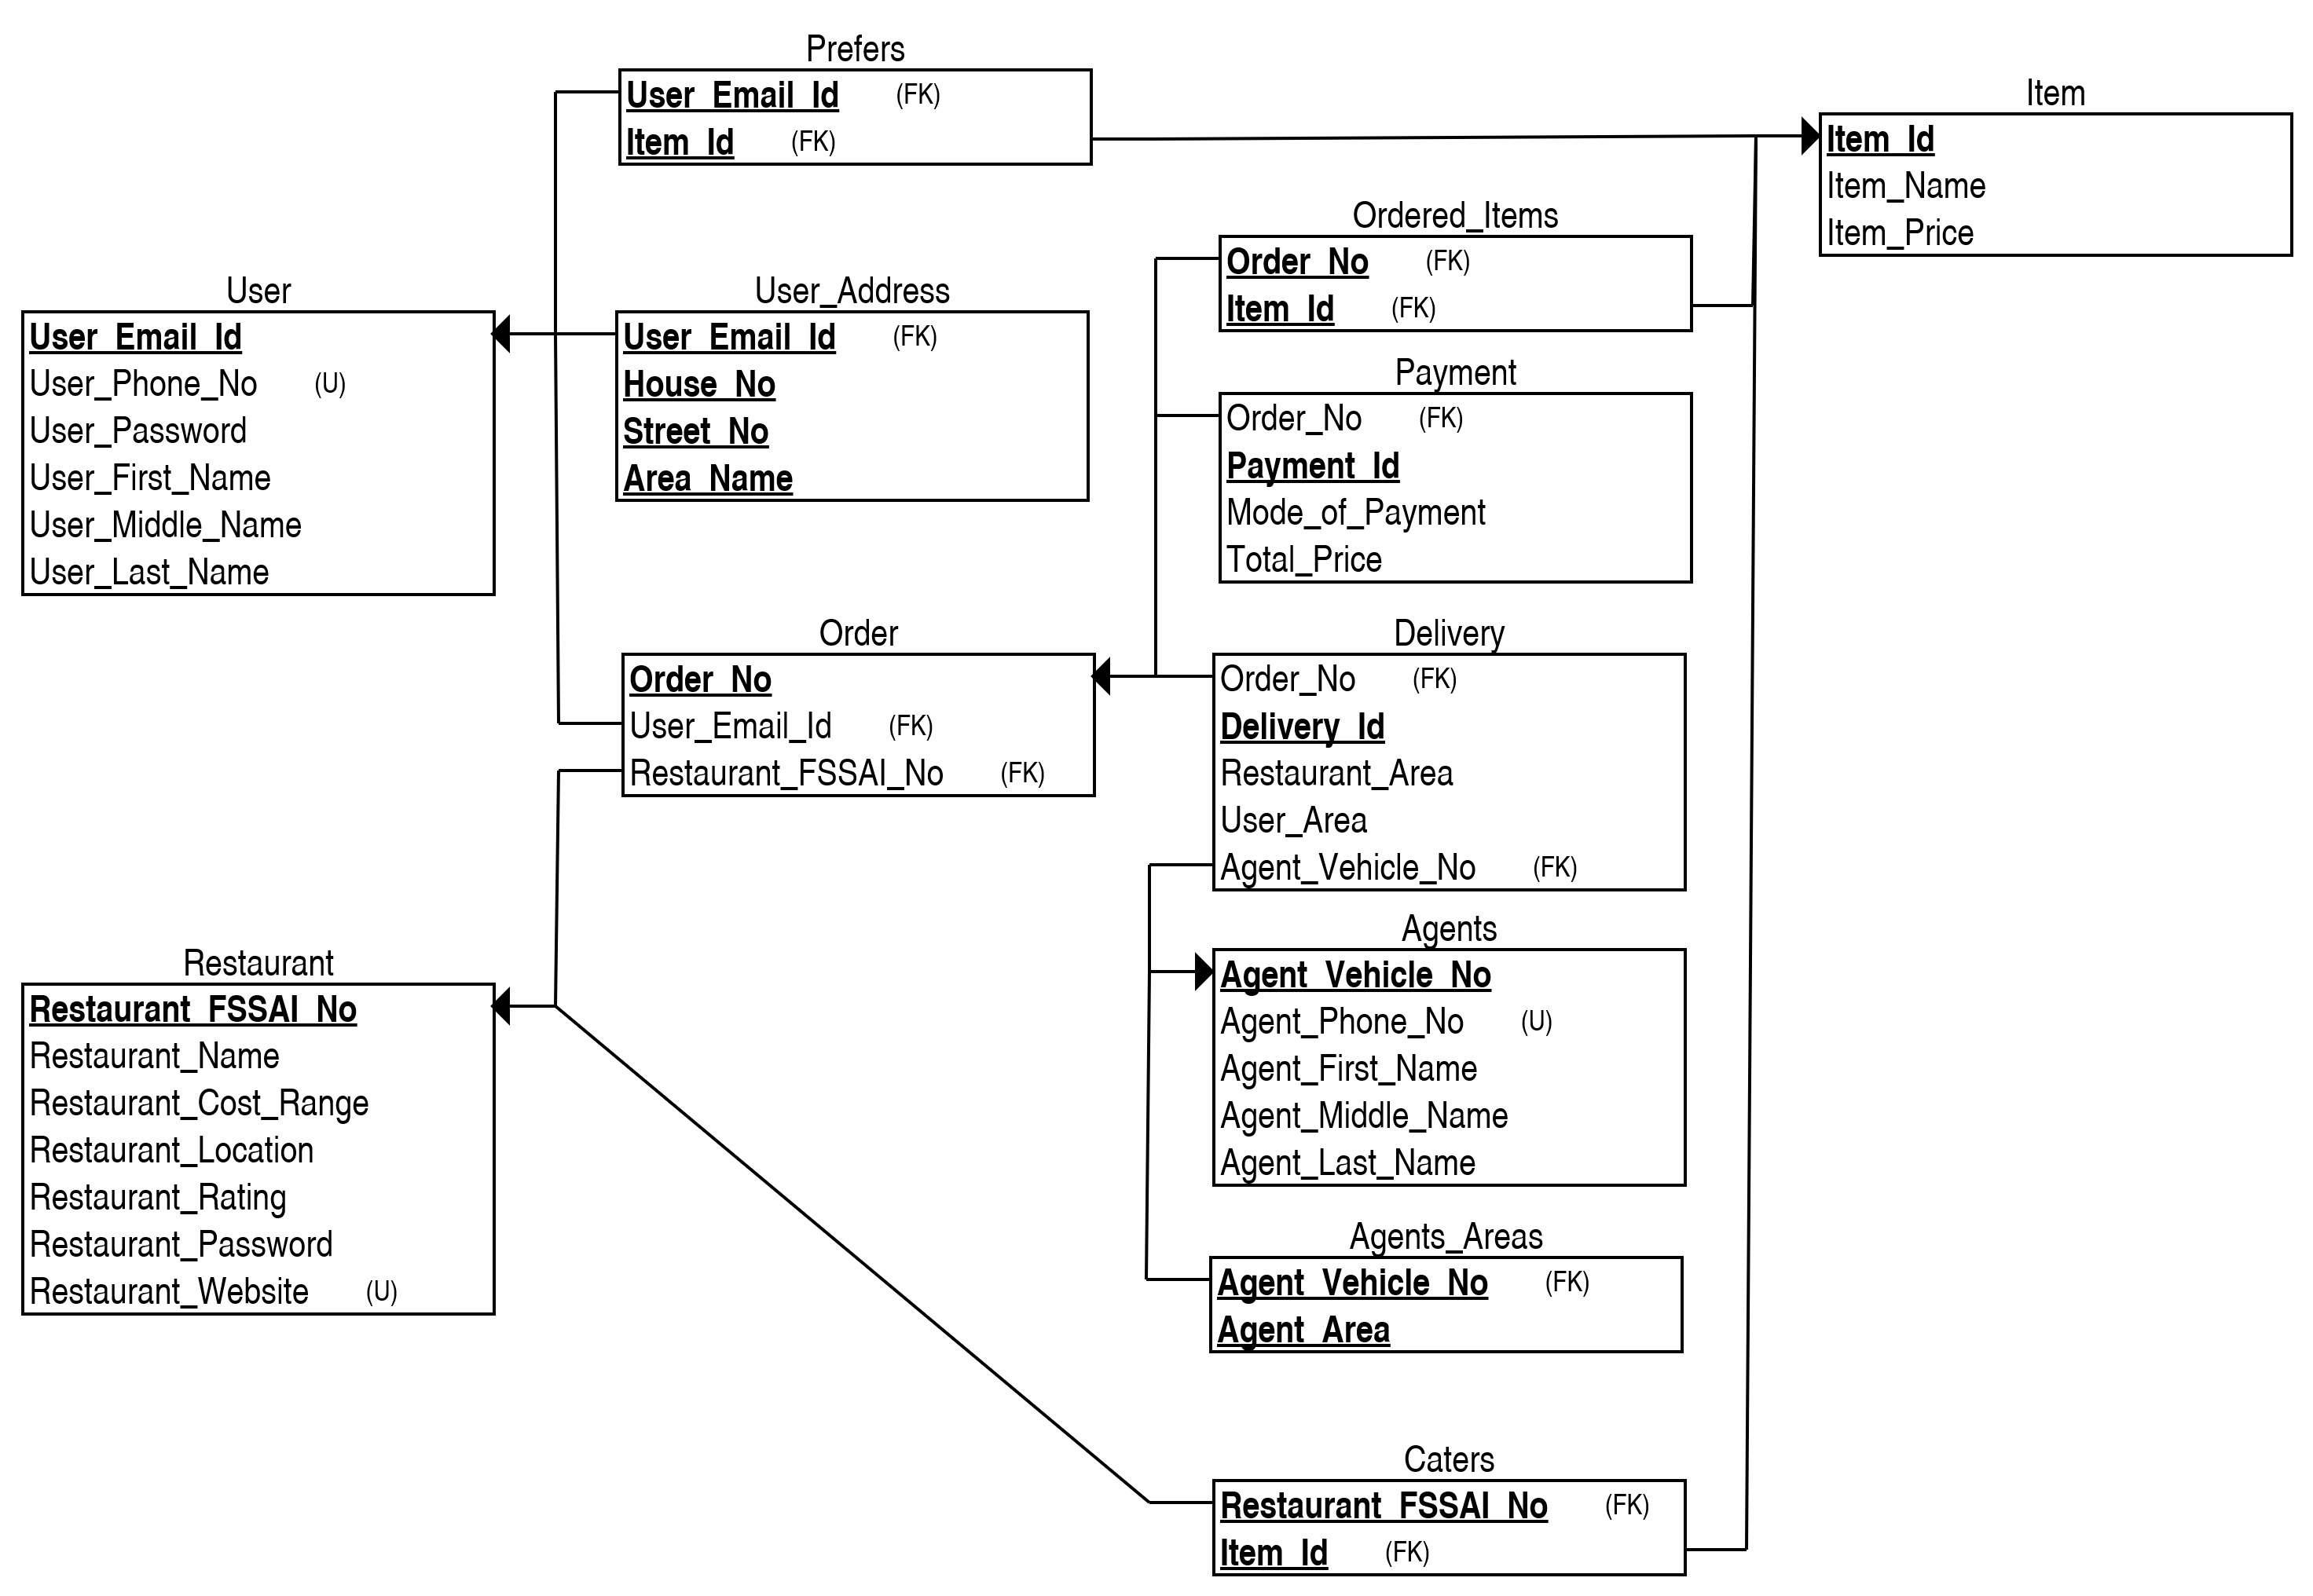 Prefers
User_Email_Id (FK)
Item_Id (FK)
Item
Item_Id
Item_Name
Item_Price
Ordered_Items
Order_No (FK)
Item_Id (FK)
User
User_Email_Id
User_Phone_No (U)
User_Password
User_First_Name
User_Middle_Name
User_Last_Name
User_Address
User_Email_Id (FK)
House_No
Street_No
Area_Name
Payment
Order_No (FK)
Payment_Id
Mode_of_Payment
Total_Price
Order
Order_No
User_Email_Id (FK)
Restaurant_FSSAI_No (FK)
Delivery
Order_No (FK)
Delivery_Id
Restaurant_Area
User_Area
Agent_Vehicle_No (FK)
Restaurant
Restaurant_FSSAI_No
Restaurant_Name
Restaurant_Cost_Range
Restaurant_Location
Restaurant_Rating
Restaurant_Password
Restaurant_Website (U)
Agents
Agent_Vehicle_No
Agent_Phone_No (U)
Agent_First_Name
Agent_Middle_Name
Agent_Last_Name
Agents_Areas
Agent_Vehicle_No (FK)
Agent_Area
Caters
Restaurant_FSSAI_No (FK)
Item_Id (FK)